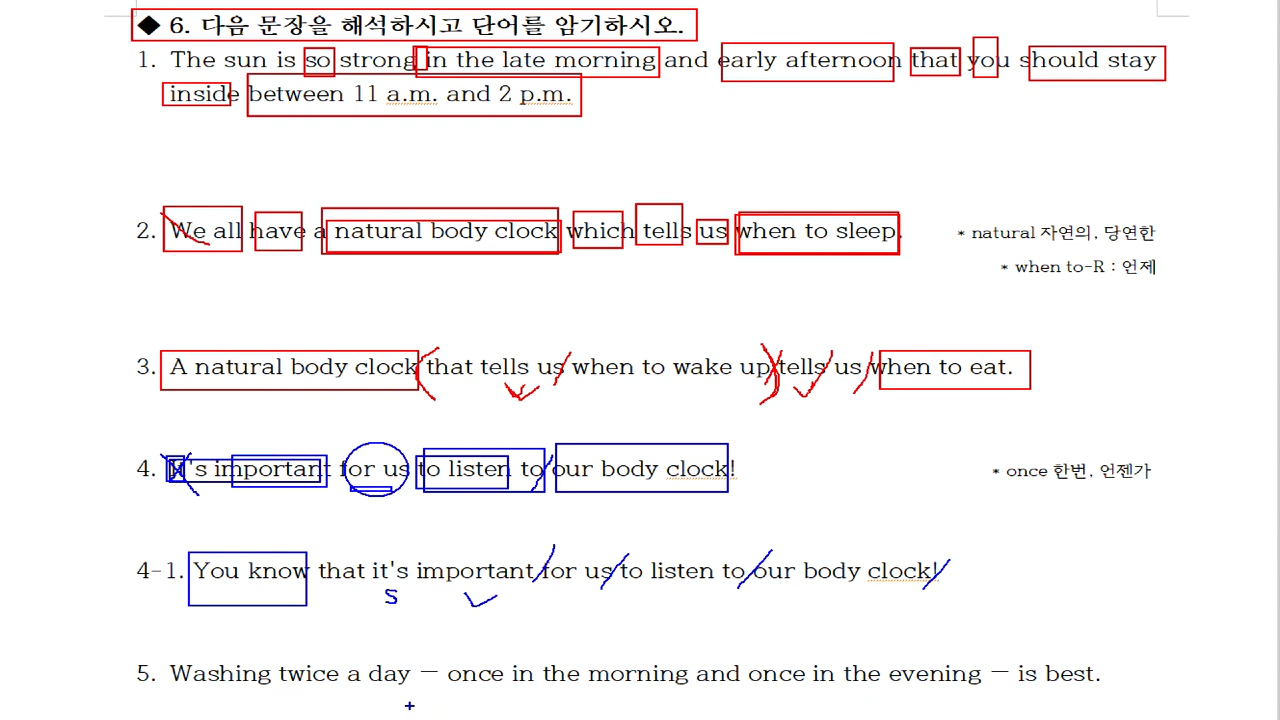 ◆ 6. 다음 문장을 해석하시고 단어를 암기하시오.
1. The sun is so strong in the late morning and early afternoon that you should stay
inside between 11 a.m. and 2 p.m.
2. We all have a natural body clock which tells us when to sleep. * natural 자연의, 당연한
* when to-R : 언제
3. A natural body clock that tells us when to wake up tells us when to eat.
4. It's important for us to listen to our body clock! * once 한번, 언젠가
4-1. You know that it's important for us to listen to our body clock!
S
5. Washing twice a day – once in the morning and once in the evening – is best.